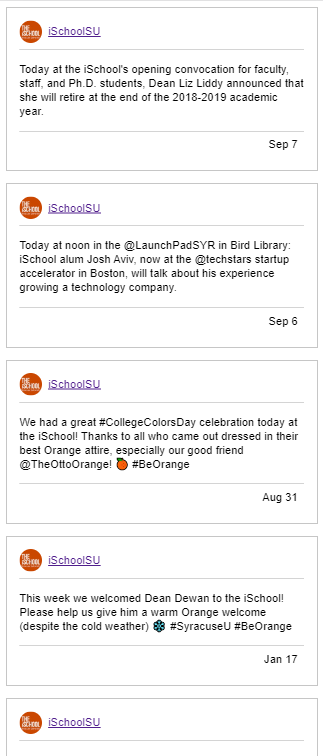 THE
iSCHOOL
iSchoolSU
Today at the iSchool's opening convocation for faculty,
staff, and Ph.D. students, Dean Liz Liddy announced that
she will retire at the end of the 2018-2019 academic
year.
Sep 7
THE
iSCHOOL
iSchoolSU
Today at noon in the @LaunchPadSYR in Bird Library:
iSchool alum Josh Aviv, now at the @techstars startup
accelerator in Boston, will talk about his experience
growing a technology company.
Sep 6
THE
iSCHOOL
iSchoolSU
We had a great #CollegeColorsDay celebration today at
the iSchool! Thanks to all who came out dressed in their
best Orange attire, especially our good friend
@TheOttoOrange! 🍊 #BeOrange
Aug 31
THE
iSCHOOL
iSchoolSU
This week we welcomed Dean Dewan to the iSchool!
Please help us give him a warm Orange welcome
(despite the cold weather) ❄ #SyracuseU #BeOrange
Jan 17
THE
iSCHOOL
iSchoolSU